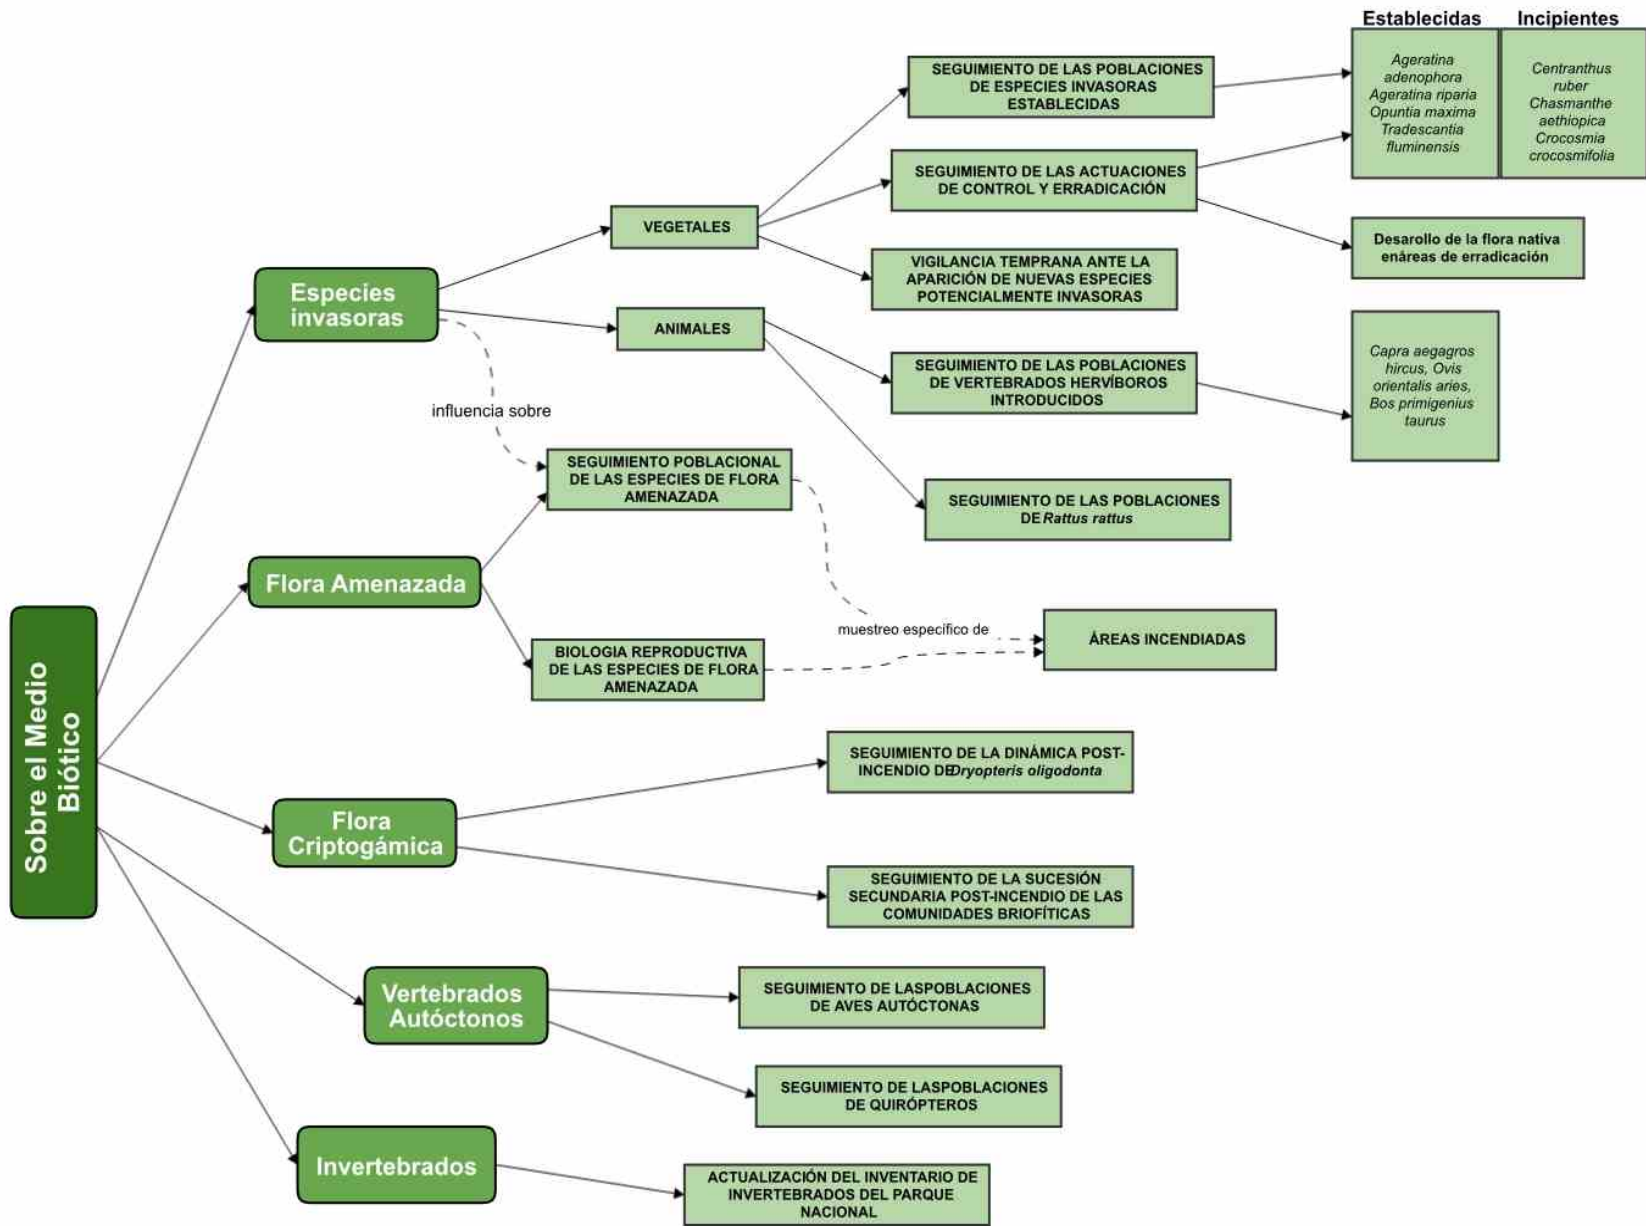 Establecidas
Incipientes
Ageratina
adenophora
Ageratina riparia
Opuntia maxima
Tradescantia
fluminensis
Centranthus
ruber
Chasmanthe
aethiopica
Crocosmia
crocosmifolia
SEGUIMIENTO DE LAS POBLACIONES
DE ESPECIES INVASORAS
ESTABLECIDAS
SEGUIMIENTO DE LAS ACTUACIONES
DE CONTROL Y ERRADICACIÓN
VEGETALES
Desarollo de la flora nativa
enáreas de erradicación
VIGILANCIA TEMPRANA ANTE LA
APARICIÓN DE NUEVAS ESPECIES
POTENCIALMENTE INVASORAS
Especies
invasoras
ANIMALES
SEGUIMIENTO DE LAS POBLACIONES
DE VERTEBRADOS HERVÍBOROS
INTRODUCIDOS
Capra aegagros
hircus, Ovis
orientalis aries,
Bos primigenius
taurus
influencia sobre
SEGUIMIENTO POBLACIONAL
DE LAS ESPECIES DE FLORA
AMENAZADA
SEGUIMIENTO DE LAS POBLACIONES
DE Rattus rattus
Flora Amenazada
muestreo específico de
ÁREAS INCENDIADAS
BIOLOGIA REPRODUCTIVA
DE LAS ESPECIES DE FLORA
AMENAZADA
Sobre el Medio
Biótico
SEGUIMIENTO DE LA DINÁMICA POST-
INCENDIO DE Dryopteris oligodonta
Flora
Criptogámica
SEGUIMIENTO DE LA SUCESIÓN
SECUNDARIA POST-INCENDIO DE LAS
COMUNIDADES BRIOFÍTICAS
Vertebrados
Autóctonos
SEGUIMIENTO DE LASPOBLACIONES
DE AVES AUTÓCTONAS
SEGUIMIENTO DE LASPOBLACIONES
DE QUIRÓPTEROS
Invertebrados
ACTUALIZACIÓN DEL INVENTARIO DE
INVERTEBRADOS DEL PARQUE
NACIONAL